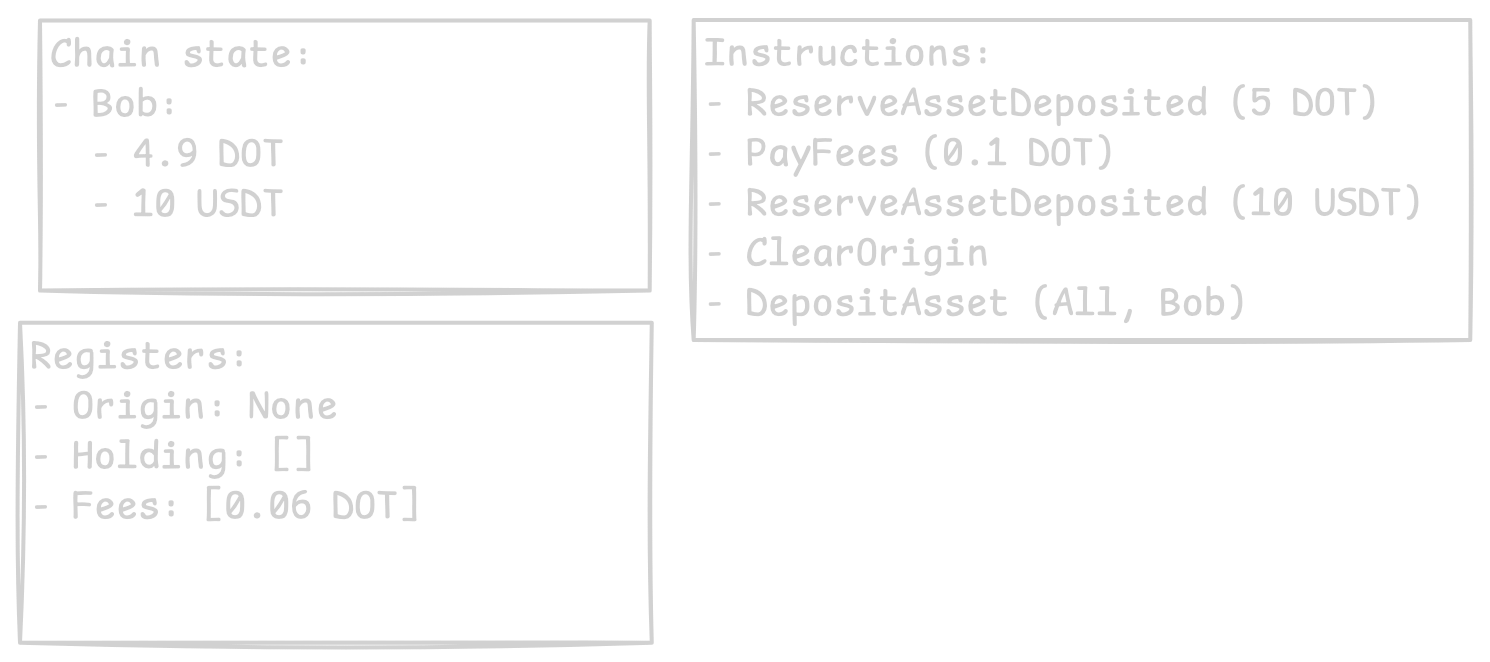 Chain state:
- Bob:
- 4.9 DOT
- 10 USDT
Instructions:
- ReserveAssetDeposited (5 DOT)
- PayFees (0.1 DOT)
- ReserveAssetDeposited (10 USDT)
- ClearOrigin
- DepositAsset (All, Bob)
Registers:
- Origin: None
- Holding: []
- Fees: [0.06 DOT]